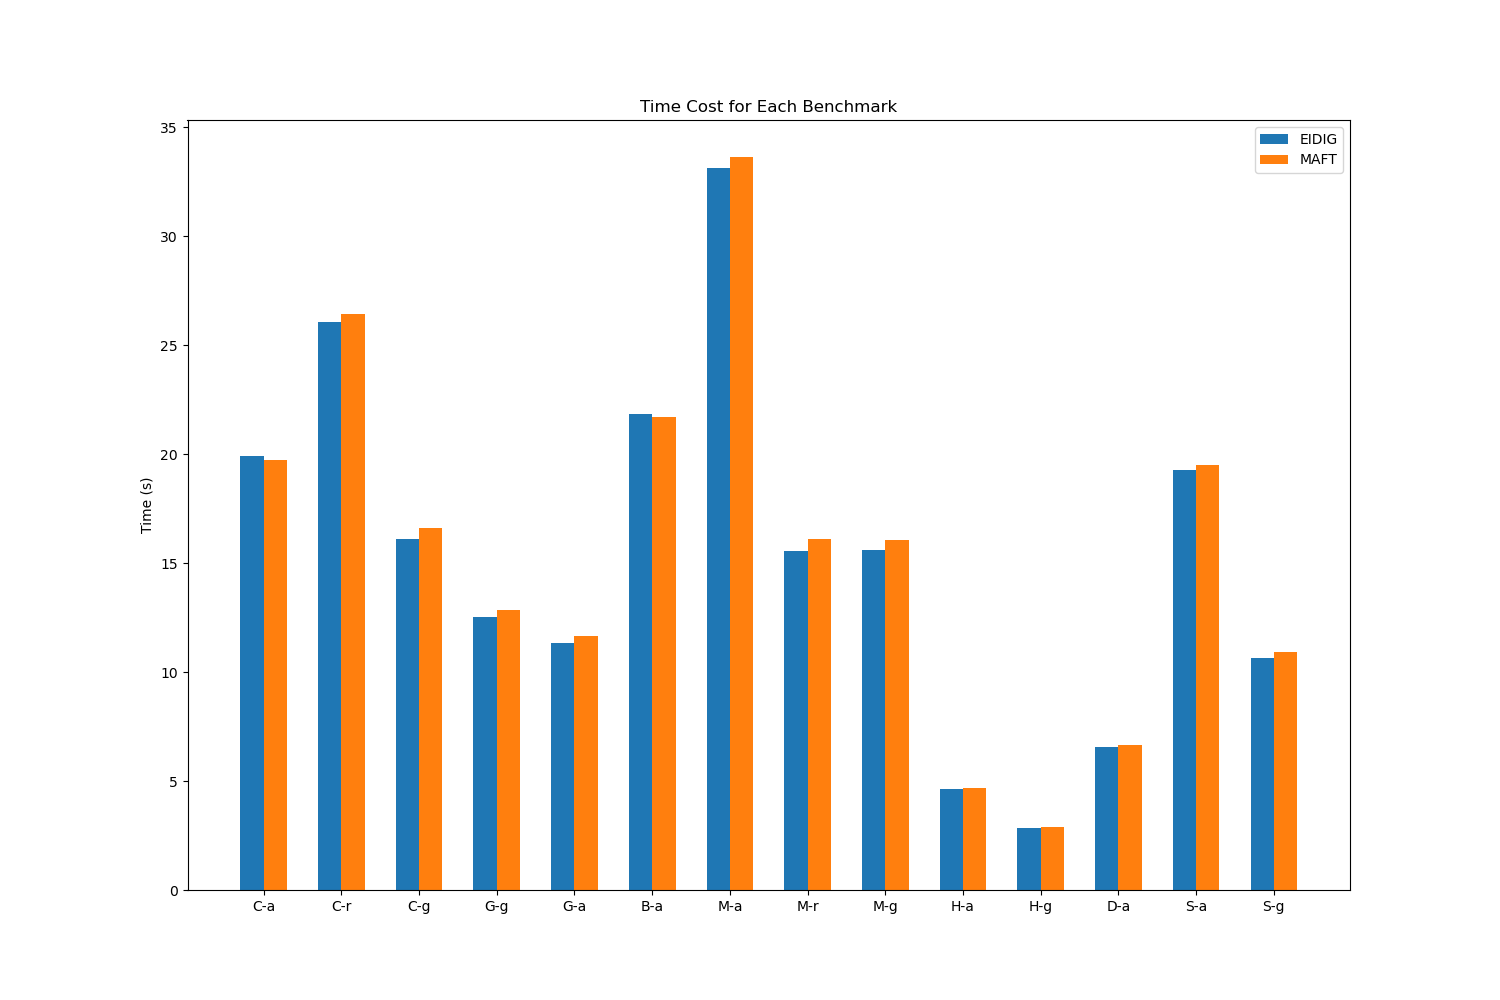 Time Cost for Each Benchmark
EIDIG
MAFT
Time (s)
35
30
25
20
15
10
5
0
C-a C-r C-g G-g G-a B-a M-a M-r M-g H-a H-g D-a S-a S-g